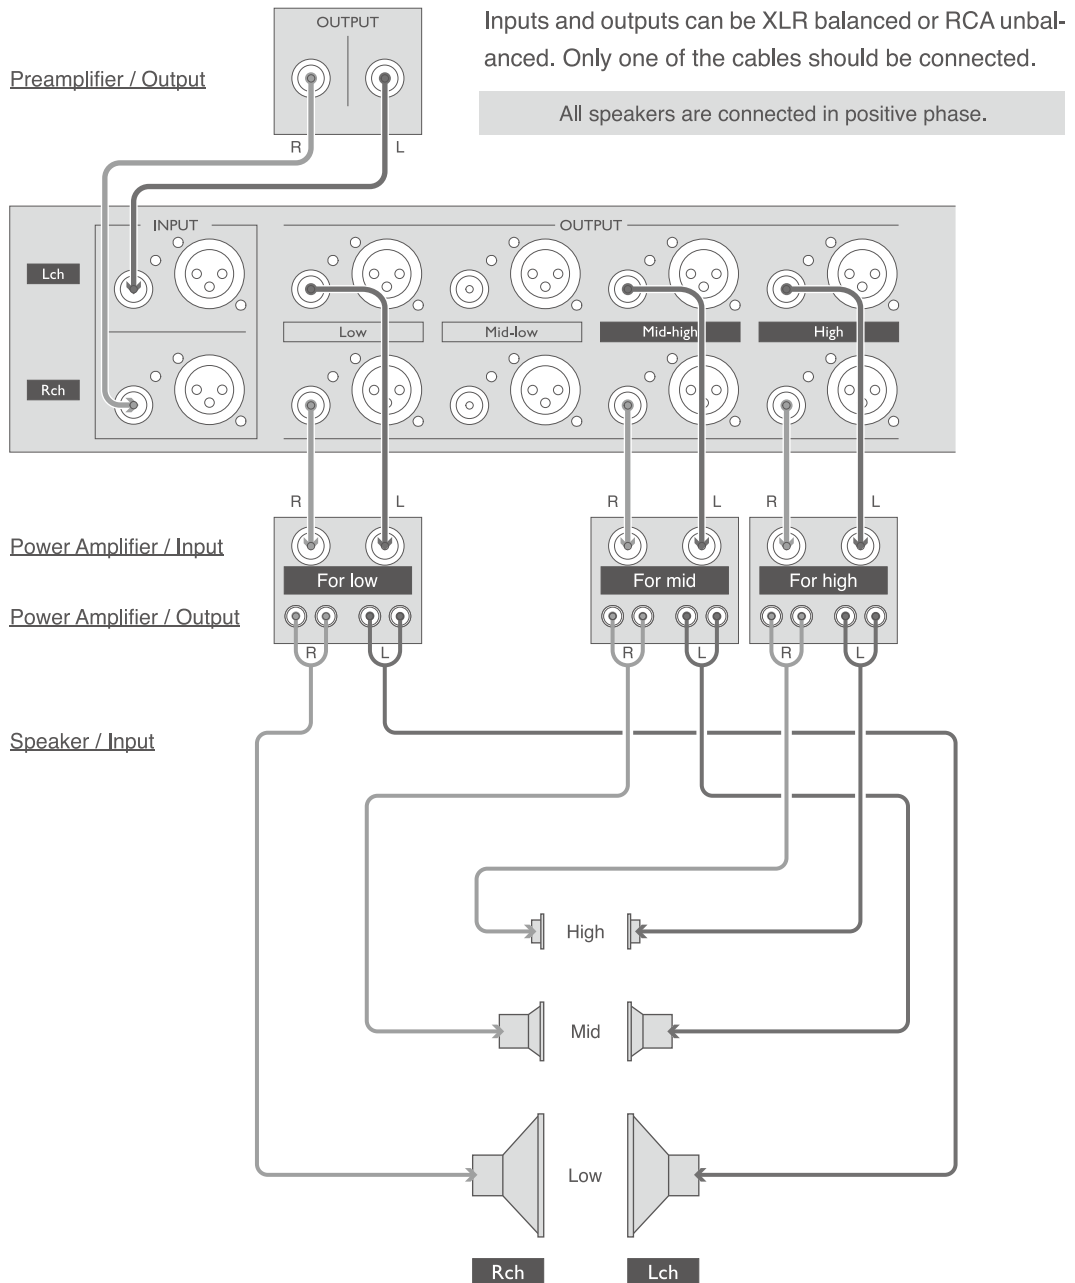 OUTPUT
Inputs and outputs can be XLR balanced or RCA unbal-
anced. Only one of the cables should be connected.
Preamplifier / Output
All speakers are connected in positive phase.
R L
INPUT OUTPUT
Lch
Low Mid-low Mid-high High
Rch
R L R L R L
Power Amplifier / Input
For low For mid For high
Power Amplifier / Output
R L R L R L
Speaker / Input
High
Mid
Low
Rch Lch